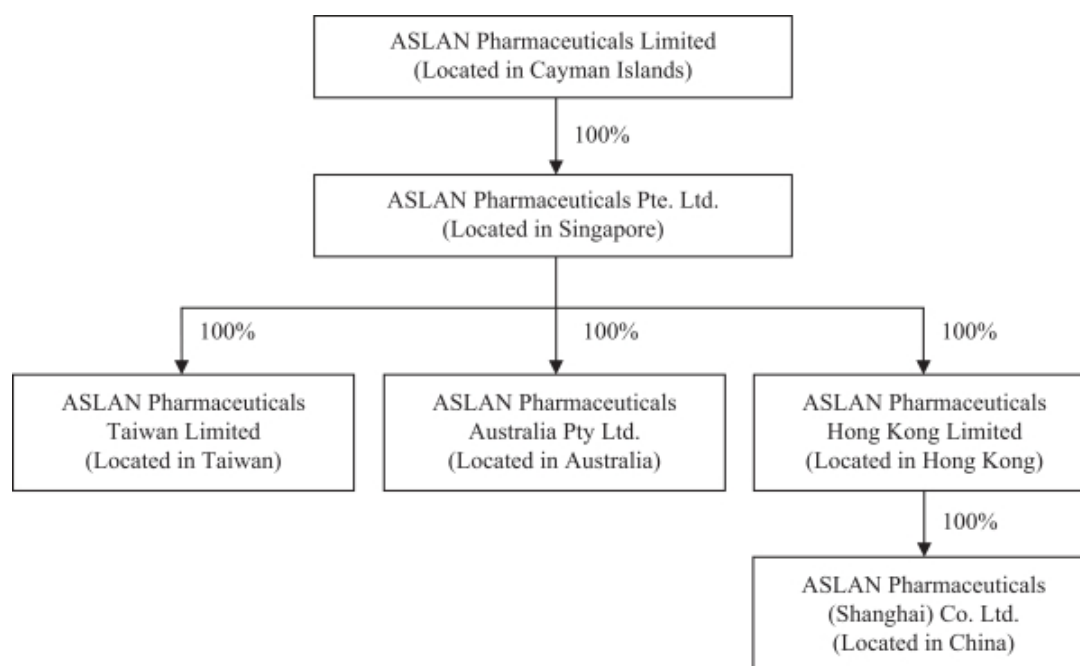 ASLAN Pharmaceuticals Limited
(Located in Cayman Islands)
100%
ASLAN Pharmaceuticals Pte. Ltd.
(Located in Singapore)
100%
100%
100%
ASLAN Pharmaceuticals
Taiwan Limited
(Located in Taiwan)
ASLAN Pharmaceuticals
Australia Pty Ltd.
(Located in Australia)
ASLAN Pharmaceuticals
Hong Kong Limited
(Located in Hong Kong)
100%
ASLAN Pharmaceuticals
(Shanghai) Co. Ltd.
(Located in China)